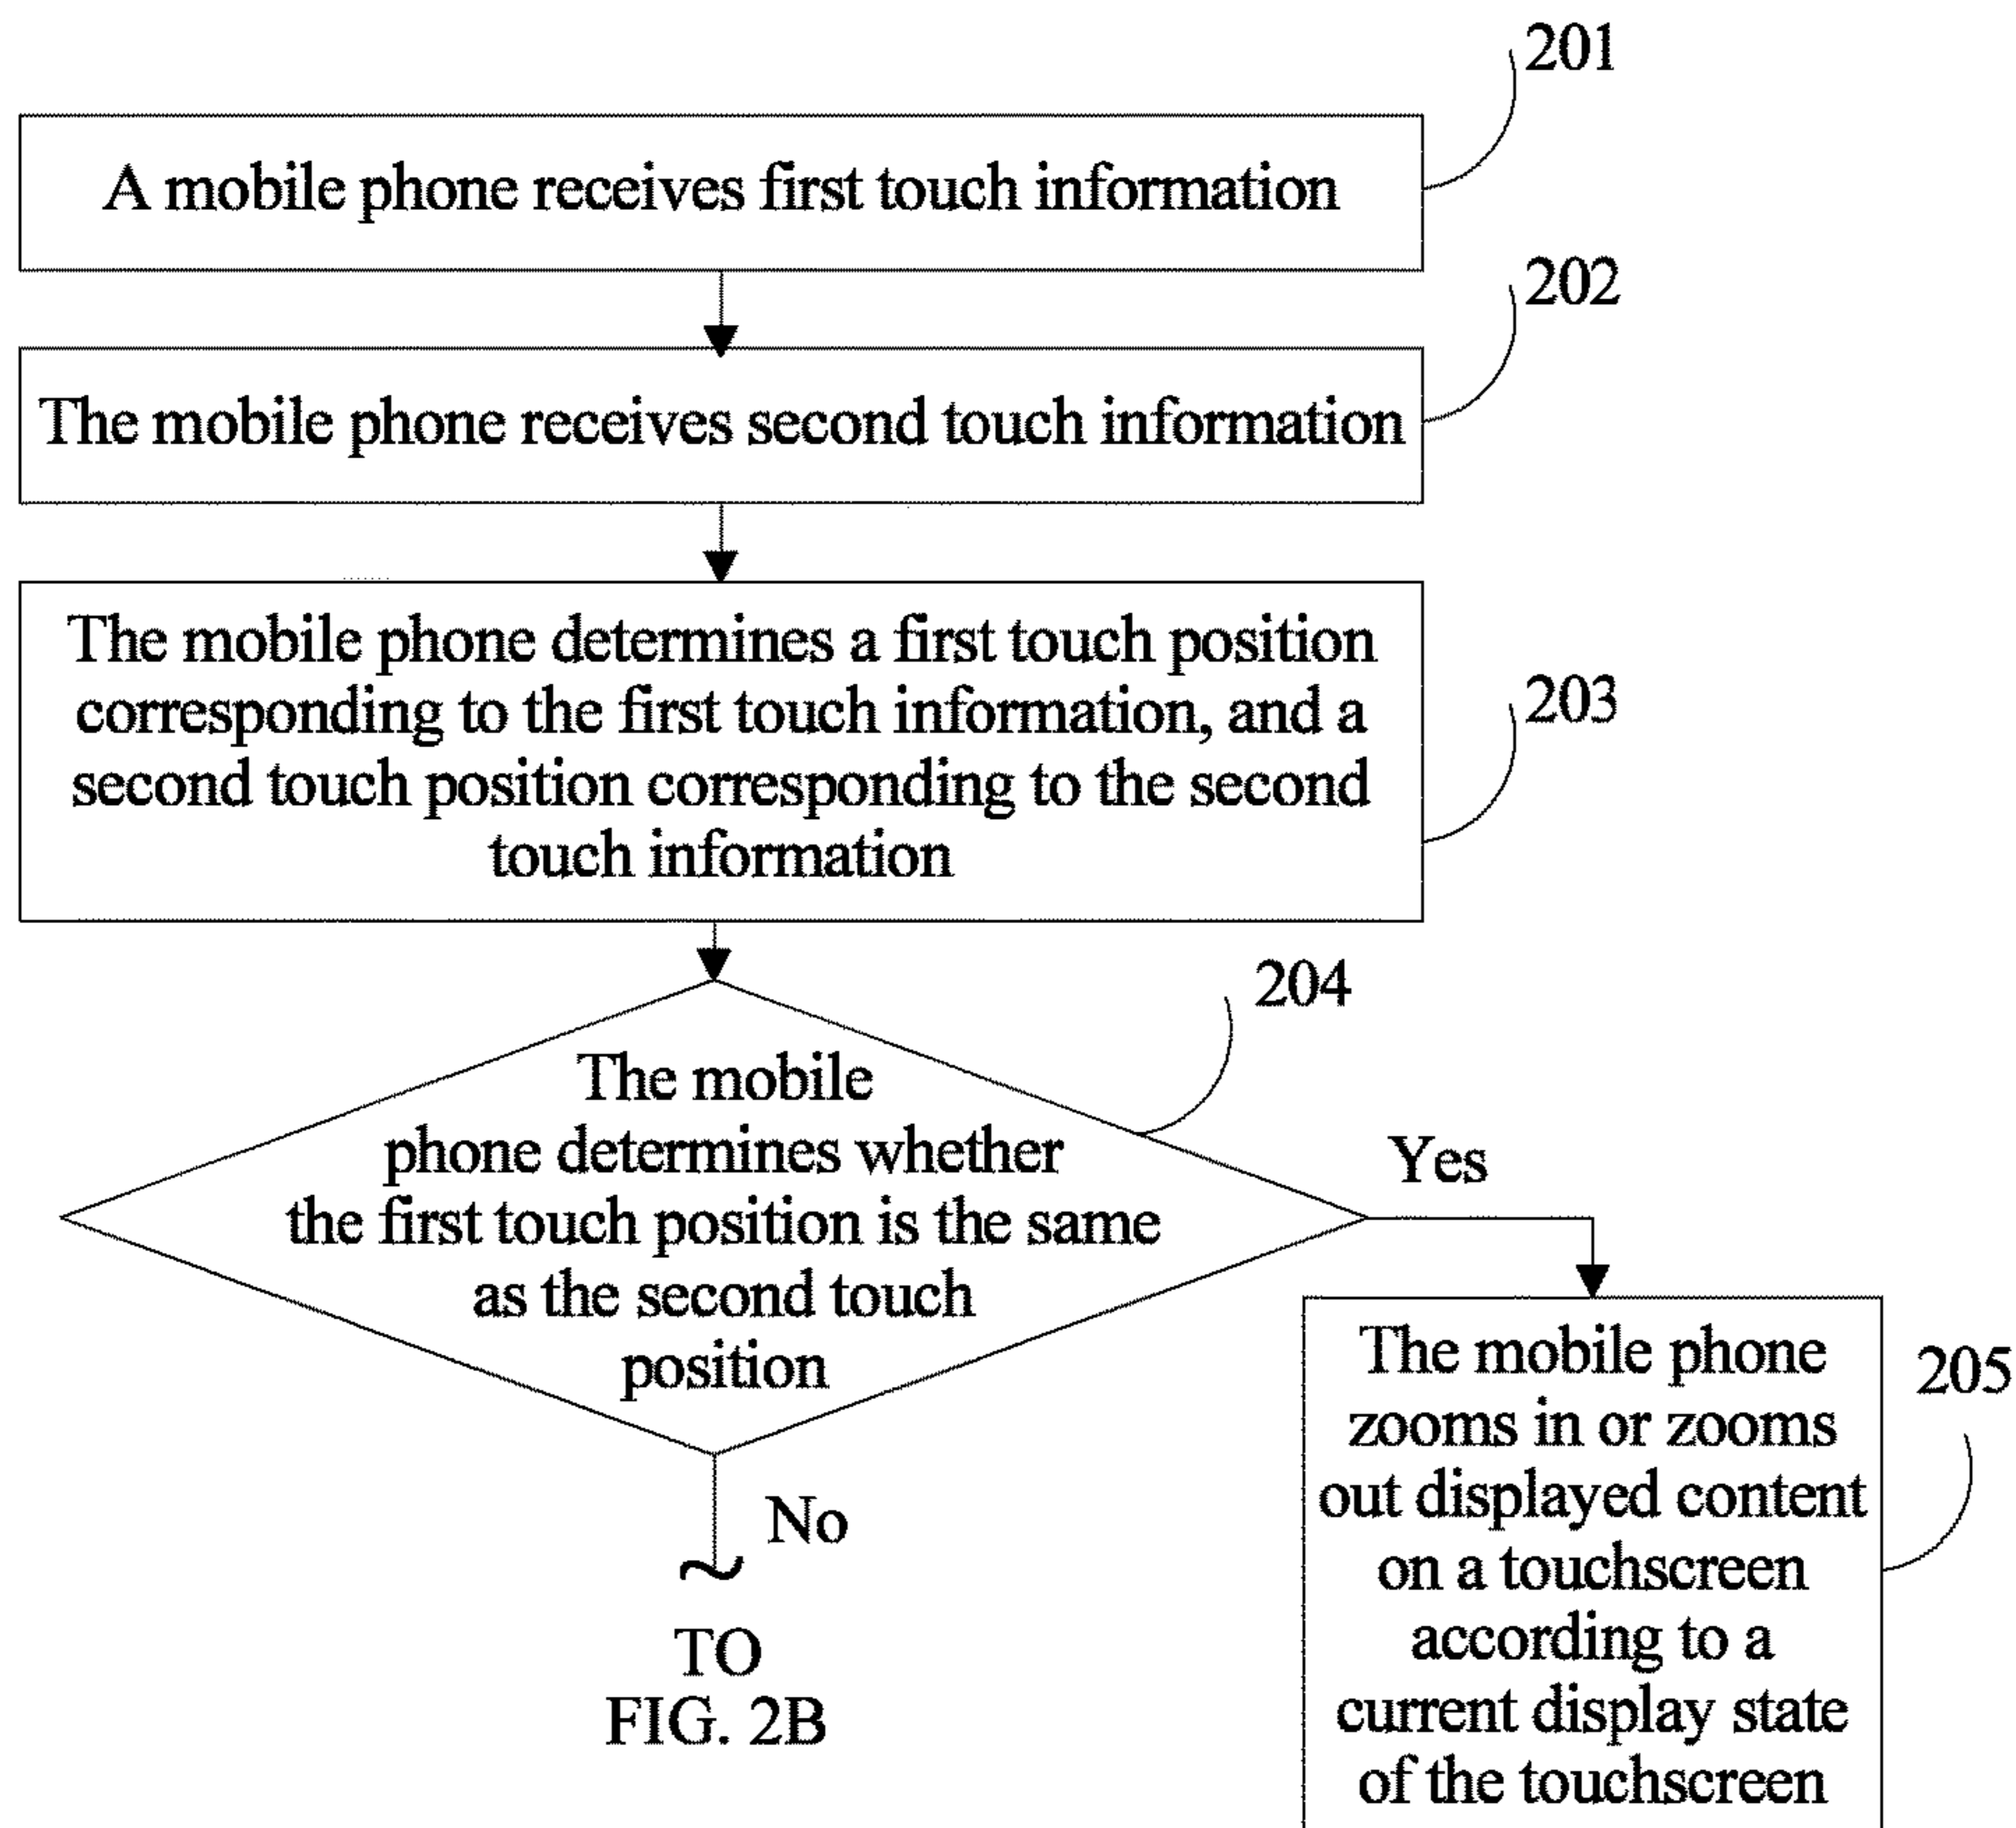 201
A mobile phone receives first touch information
202
The mobile phone receives second touch information
The mobile phone determines a first touch position
corresponding to the first touch information, and a
second touch position corresponding to the second
touch information
203
204
The mobile
phone determines whether
the first touch position is the same
as the second touch
position
Yes
No
TO
FIG. 2B
The mobile phone
zooms in or zooms
out displayed content
on a touchscreen
according to a
current display state
of the touchscreen
205